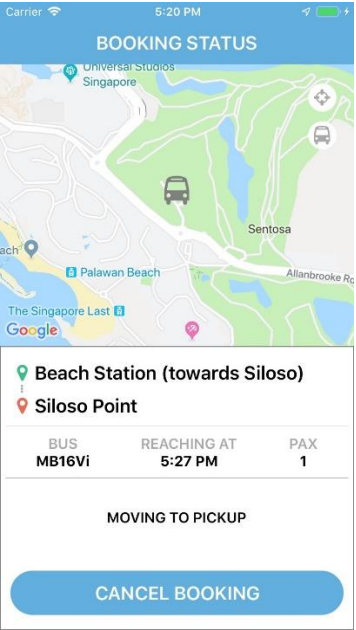 Carrier 5:20 PM
BOOKING STATUS
Universal Studios
Singapore
Sentosa
ach
Palawan Beach
Allanbrooke Ro
The Singapore Last
Google
Beach Station (towards Siloso)
Siloso Point
BUS REACHING AT PAX
MB16Vi 5:27 PM 1
MOVING TO PICKUP
CANCEL BOOKING